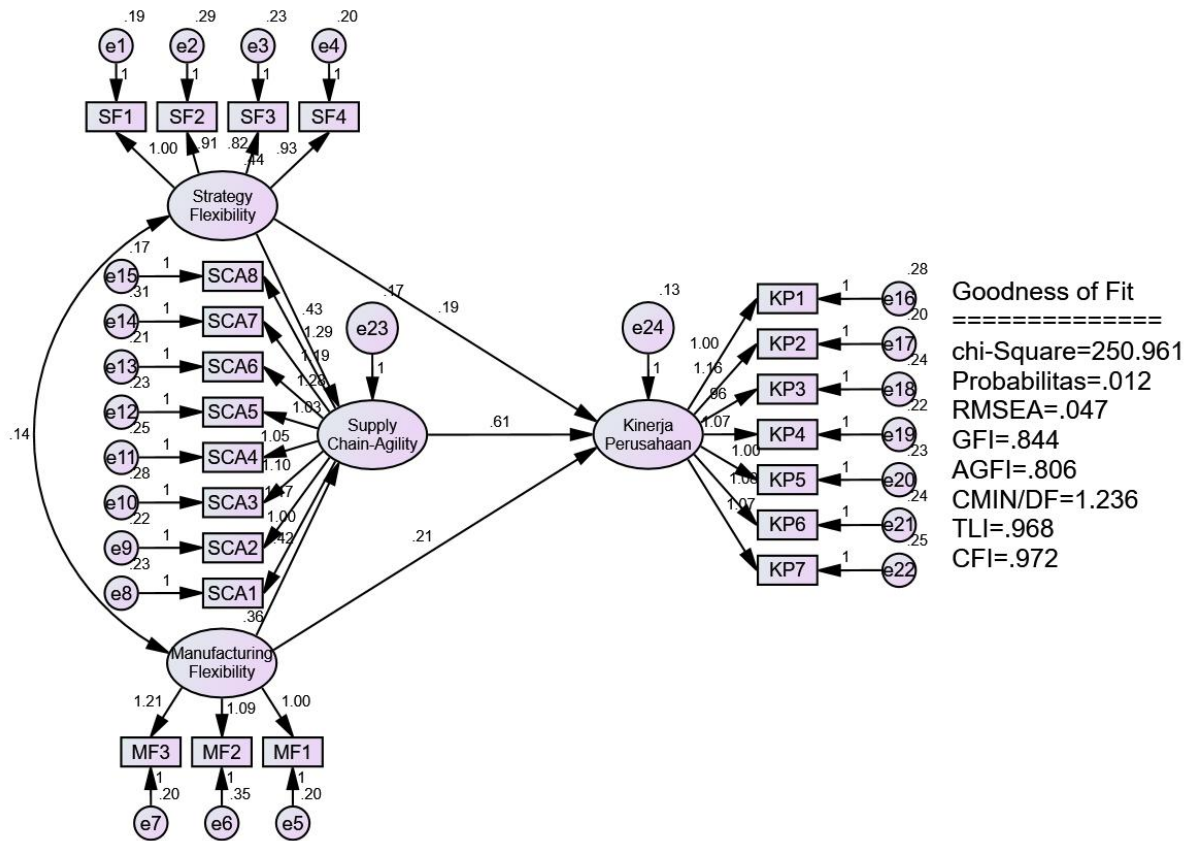 .19 .29 .23 .20
e1 e2 e3 e4
1 1 1 1
SF1 SF2 SF3 SF4
1.00 .91 .82 .93
.44
Strategy
Flexibility
.17
e15 1 SCA8
.31
e14 1 SCA7
.21
e13 1 SCA6
.23
e12 1 SCA5
.25
e11 1 SCA4
.28
e10 1 SCA3
.22
e9 1 SCA2
.23
e8 1 SCA1
.43
1.29
1.19
1.28
1.03
1.05
1.10
1.00
.42
.36
.14
.17
e23
1
Supply
Chain-Agility
.19
.61
.21
.13
e24
1
Kinerja
Perusahaan
1.00
1.16
.96
1.07
1.00
1.07
.28
KP1 1 e16
.20
KP2 1 e17
.24
KP3 1 e18
.22
KP4 1 e19
.23
KP5 1 e20
.24
KP6 1 e21
.25
KP7 1 e22
Manufacturing
Flexibility
1.21 1.09 1.00
MF3 MF2 MF1
1 1 1
.20 .35 .20
e7 e6 e5
Goodness of Fit
==============
chi-Square=250.961
Probabilitas=.012
RMSEA=.047
GFI=.844
AGFI=.806
CMIN/DF=1.236
TLI=.968
CFI=.972